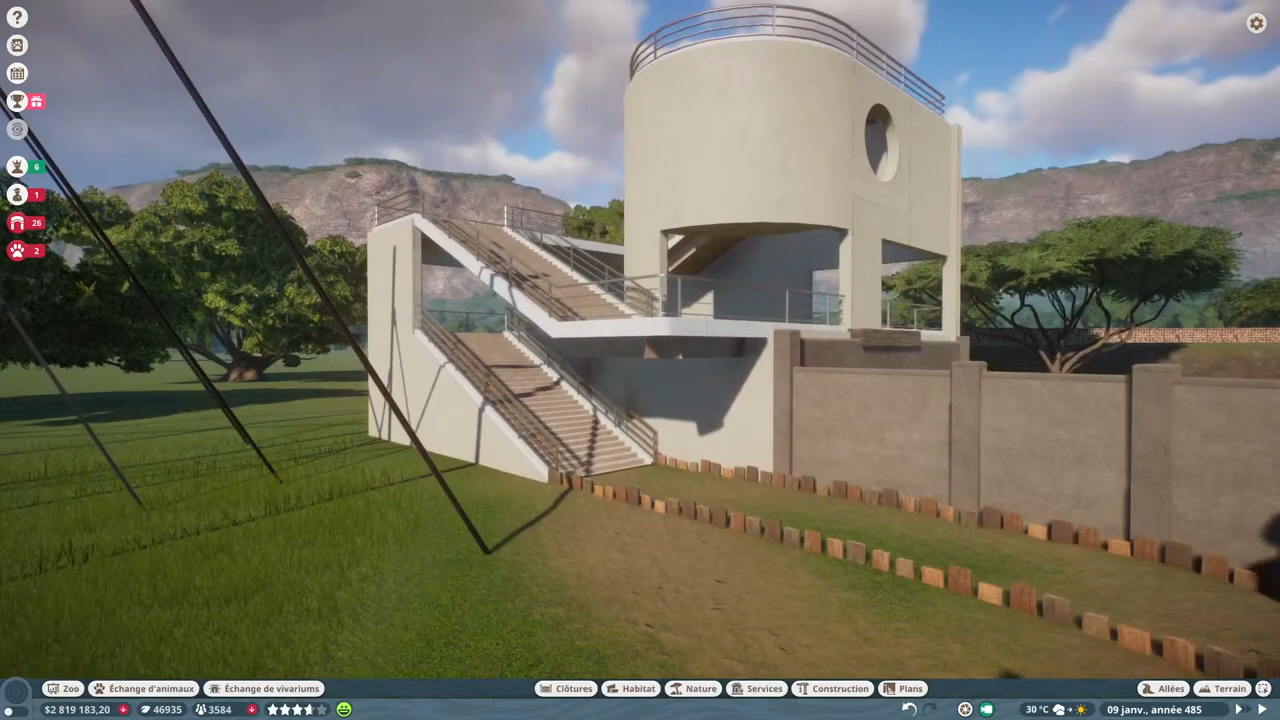 ?
6
1
26
2
Zoo
Échange d'animaux
Échange de vivariums
Clôtures
Habitat
Nature
Services
Construction
Plans
Allées
Terrain
$2 819 183,20
46935
3584
30 °C
09 janv., année 485